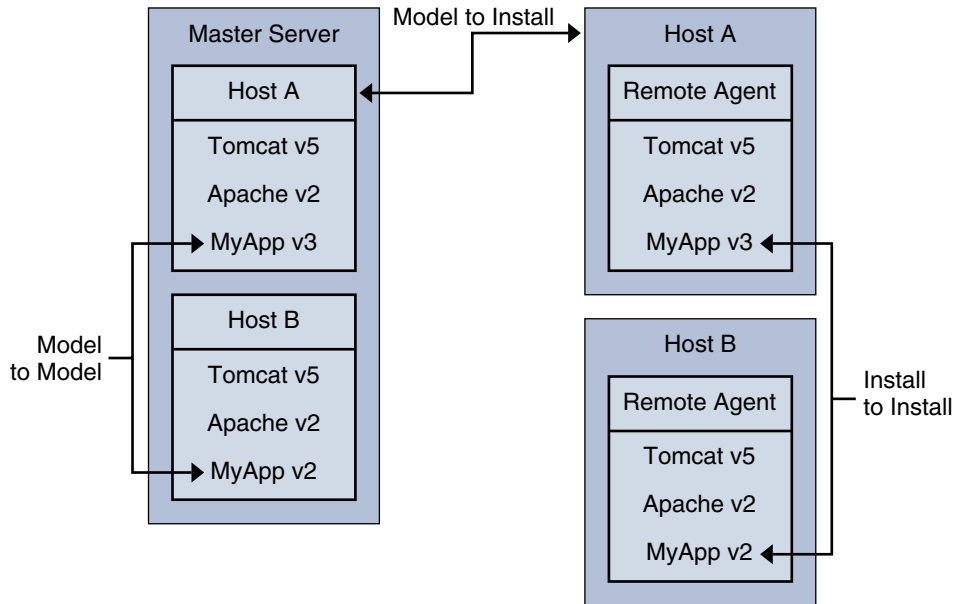 Model to Install
Master Server
Host A
Tomcat v5
Apache v2
MyApp v3
Host B
Tomcat v5
Apache v2
MyApp v2
Model
to Model
Host A
Remote Agent
Tomcat v5
Apache v2
MyApp v3
Host B
Remote Agent
Tomcat v5
Apache v2
MyApp v2
Install
to Install